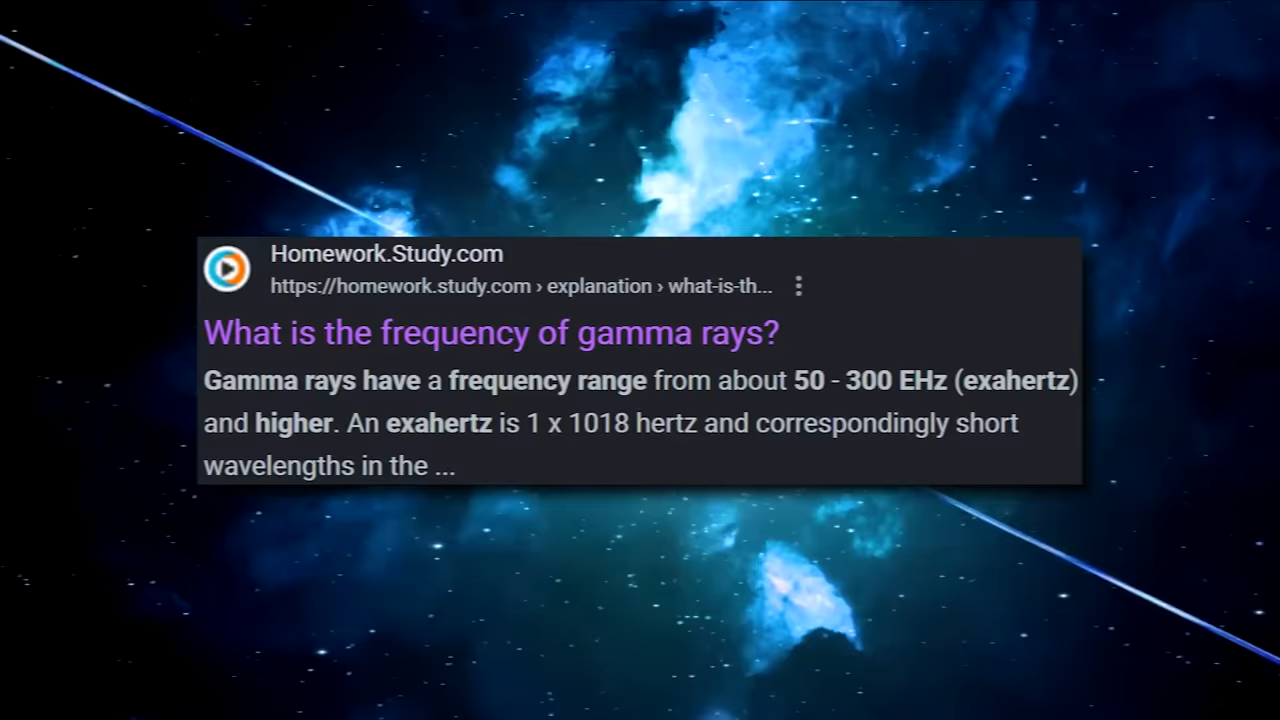 Homework.Study.com
https://homework.study.com › explanation › what-is-th...
What is the frequency of gamma rays?
Gamma rays have a frequency range from about 50 - 300 EHz (exahertz)
and higher. An exahertz is 1 x 1018 hertz and correspondingly short
wavelengths in the ...